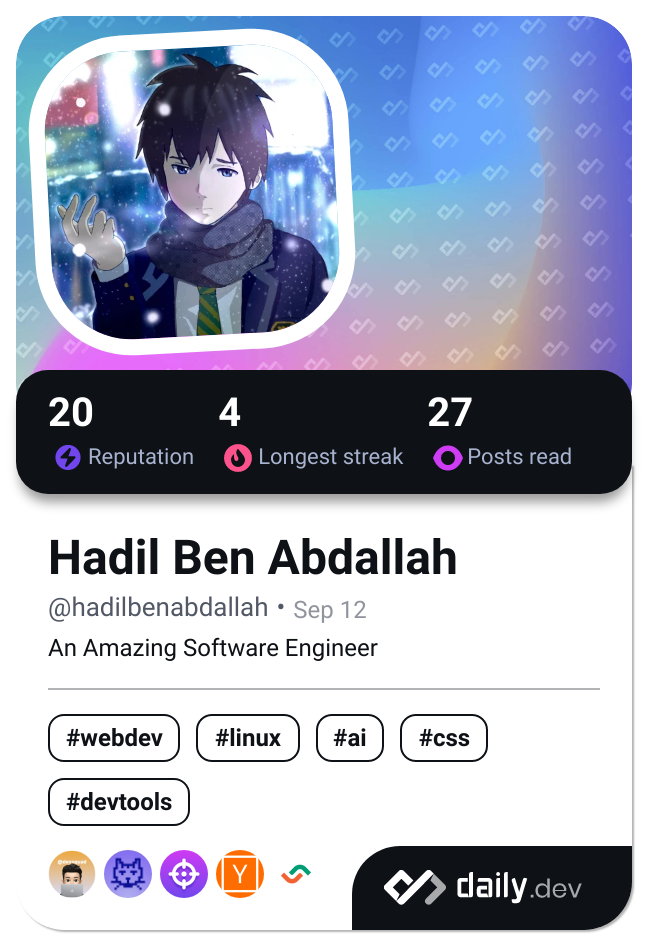 20 4 27
Reputation Longest streak Posts read
Hadil Ben Abdallah
@hadilbenabdallah • Sep 12
An Amazing Software Engineer
#webdev #linux #ai #css
#devtools
Y
daily.dev